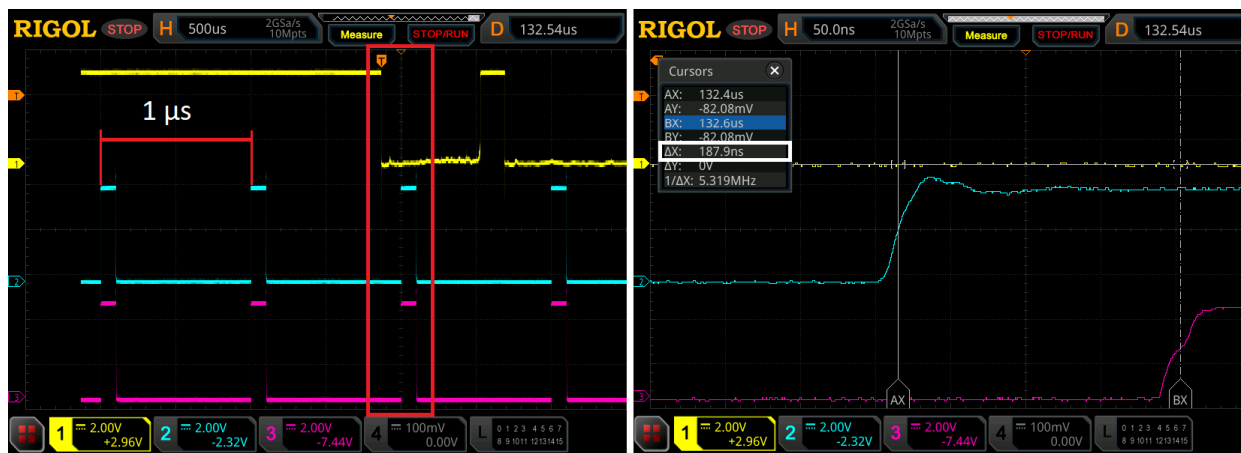 RIGOL STOP H 500us 2GSa/s 10Mpts Measure STOP/RUN D 132.54us
T
T
1 µs
1
2
3
1 2.00V +2.96V 2 2.00V -2.32V 3 2.00V -7.44V 4 100mV 0.00V L 0 1 2 3 4 5 6 7 8 9 10 11 12 13 14 15
RIGOL STOP H 50.0ns 2GSa/s 10Mpts Measure STOP/RUN D 132.54us
T
Cursors X
AX: 132.4us
AY: -82.08mV
BX: 132.6us
BY: -82.08mV
ΔX: 187.9ns
ΔY: 0V
1/ΔX: 5.319MHz
T
1
2
3
AX BX
1 2.00V +2.96V 2 2.00V -2.32V 3 2.00V -7.44V 4 100mV 0.00V L 0 1 2 3 4 5 6 7 8 9 10 11 12 13 14 15